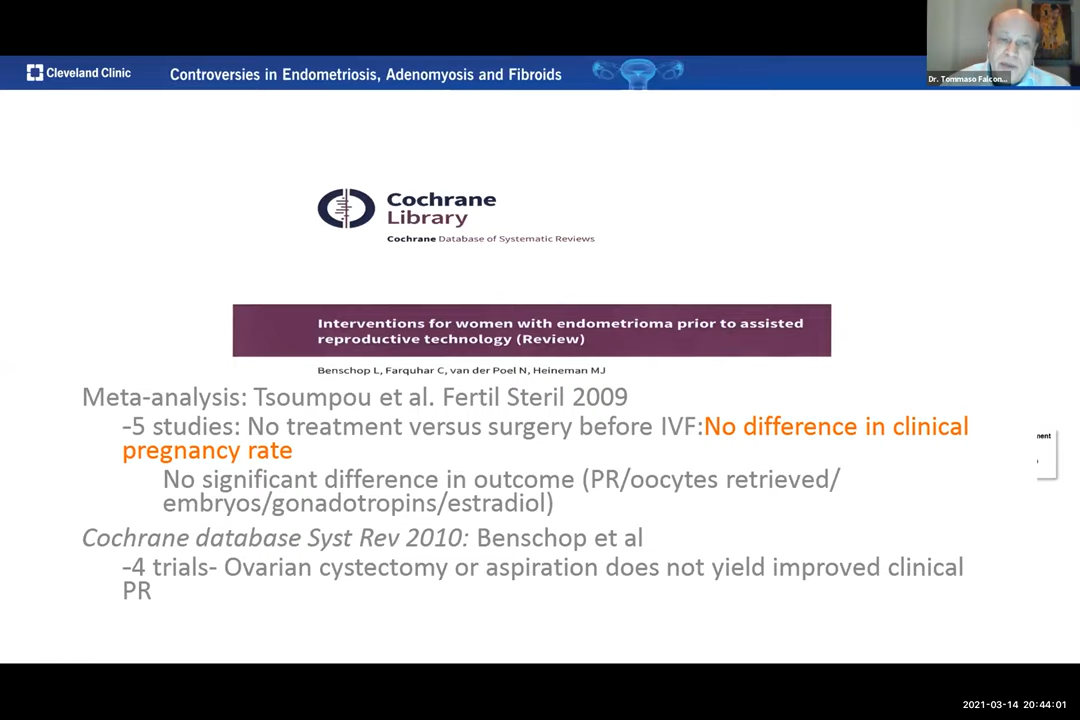 Cleveland Clinic
Controversies in Endometriosis, Adenomyosis and Fibroids
Dr. Tommaso Falcon...
Cochrane
Library
Cochrane Database of Systematic Reviews
Interventions for women with endometrioma prior to assisted
reproductive technology (Review)
Benschop L, Farquhar C, van der Poel N, Heineman MJ
Meta-analysis: Tsoumpou et al. Fertil Steril 2009
-5 studies: No treatment versus surgery before IVF:No difference in clinical
pregnancy rate
No significant difference in outcome (PR/oocytes retrieved/
embryos/gonadotropins/estradiol)
Cochrane database Syst Rev 2010: Benschop et al
-4 trials- Ovarian cystectomy or aspiration does not yield improved clinical
PR
2021-03-14 20:44:01